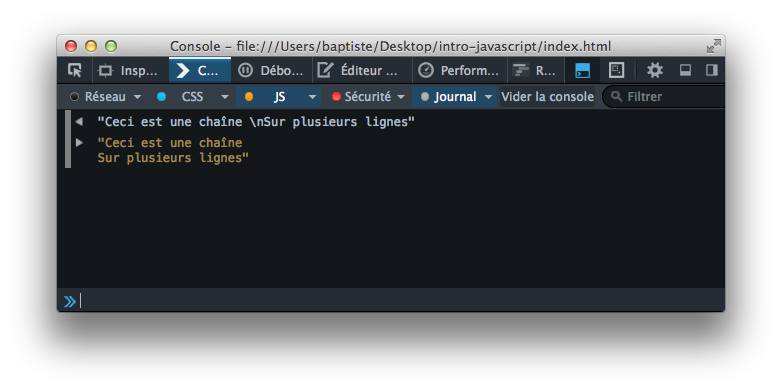 Console – file:///Users/baptiste/Desktop/intro-javascript/index.html
Insp... C... Débo... Éditeur ... Perform... R...
Réseau CSS JS Sécurité Journal Vider la console Filtrer
"Ceci est une chaîne \nSur plusieurs lignes"
"Ceci est une chaîne
Sur plusieurs lignes"